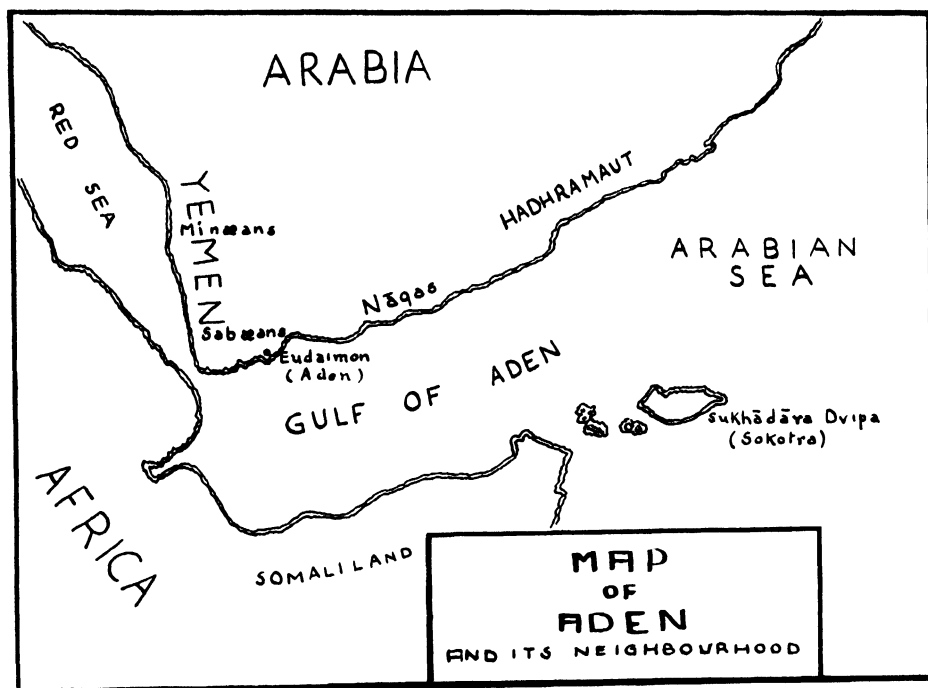 ARABIA
RED SEA
YEMEN
Minæans
HADHRAMAUT
ARABIAN
SEA
Nāgas
Sabæans
Eudaimon
(Aden)
GULF OF ADEN
Sukhādāra Dvipa
(Sokotra)
AFRICA
SOMALILAND
MAP
OF
ADEN
AND ITS NEIGHBOURHOOD